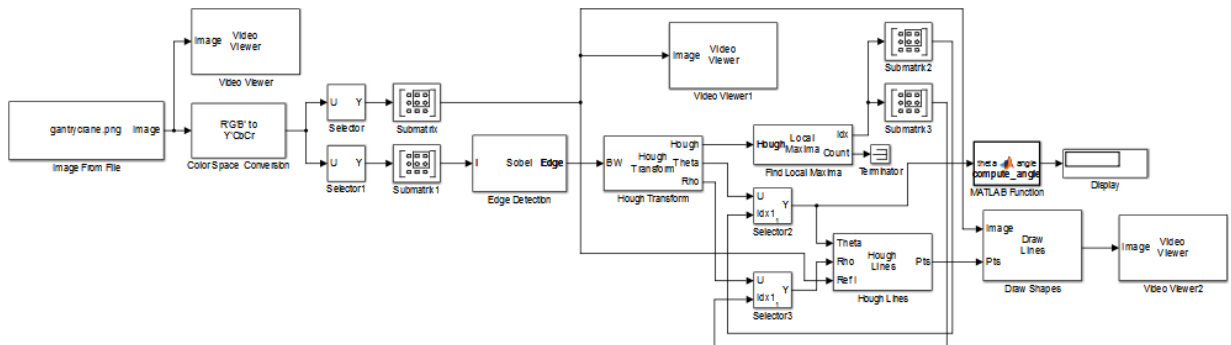 gantrycrane.png Image
Image From File
Image
Video
Viewer
Video Viewer
R'G'B' to
Y'CbCr
Color Space Conversion
U Y
Selector
U Y
Selector1
Submatrix
Submatrix1
I Sobel Edge
Edge Detection
Image
Video
Viewer
Video Viewer1
BW
Hough
Transform
Hough
Theta
Rho
Hough Transform
Hough
Local
Maxima
Idx
Count
Find Local Maxima
Terminator
Submatrix2
Submatrix3
U
Idx1
1
Y
Selector2
U
Idx1
1
Y
Selector3
Theta
Rho
Ref I
Hough
Lines
Pts
Hough Lines
theta angle
compute_angle
MATLAB Function
Display
Image
Pts
Draw
Lines
Draw Shapes
Image
Video
Viewer
Video Viewer2